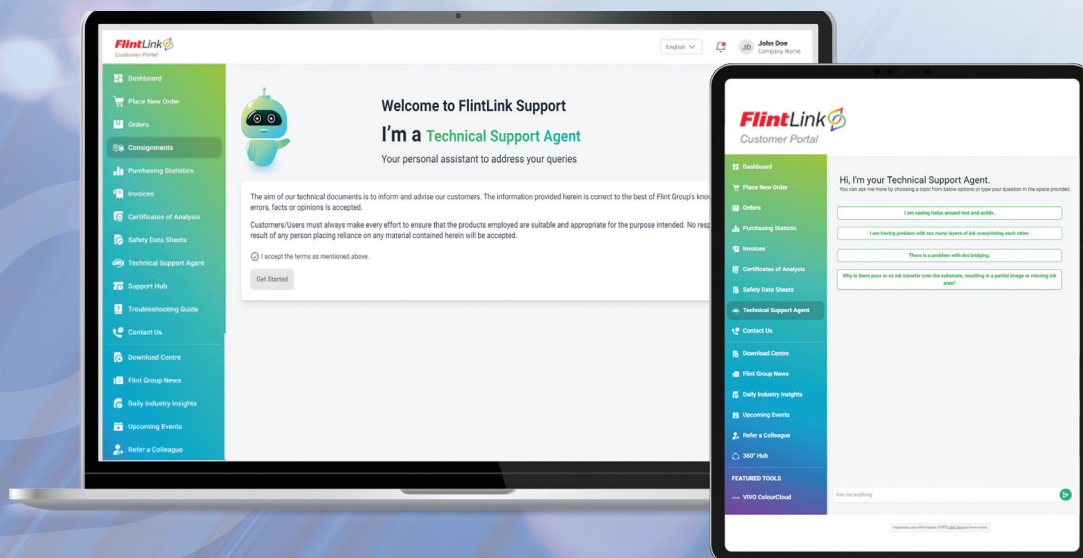 FlintLink
Customer Portal
English
JD
John Doe
Company Name
Dashboard
Place New Order
Orders
Consignments
Purchasing Statistics
Invoices
Certificates of Analysis
Safety Data Sheets
Technical Support Agent
Support Hub
Troubleshooting Guide
Contact Us
Download Centre
Flint Group News
Daily Industry Insights
Upcoming Events
Refer a Colleague
Welcome to FlintLink Support
I'm a Technical Support Agent
Your personal assistant to address your queries
The aim of our technical documents is to inform and advise our customers. The information provided herein is correct to the best of Flint Group's know
errors, facts or opinions is accepted.
Customers/Users must always make every effort to ensure that the products employed are suitable and appropriate for the purpose intended. No resp
result of any person placing reliance on any material contained herein will be accepted.
I accept the terms as mentioned above.
Get Started
FlintLink
Customer Portal
Dashboard
Place New Order
Orders
Purchasing Statistic
Invoices
Certificates of Analysis
Safety Data Sheets
Technical Support Agent
Contact Us
Download Centre
Flint Group News
Daily Industry Insights
Upcoming Events
Refer a Colleague
360° Hub
FEATURED TOOLS
VIVO ColourCloud
Hi, I'm your Technical Support Agent.
You can ask me more by choosing a topic from below options or type your question in the space provided.
I am seeing halos around text and solids.
I am having problem with too many layers of ink overprinting each other.
There is a problem with dot bridging.
Why is there poor or no ink transfer onto the substrate, resulting in a partial image or missing ink
area?
Ask me anything
Important user information of RTS click here to know more.